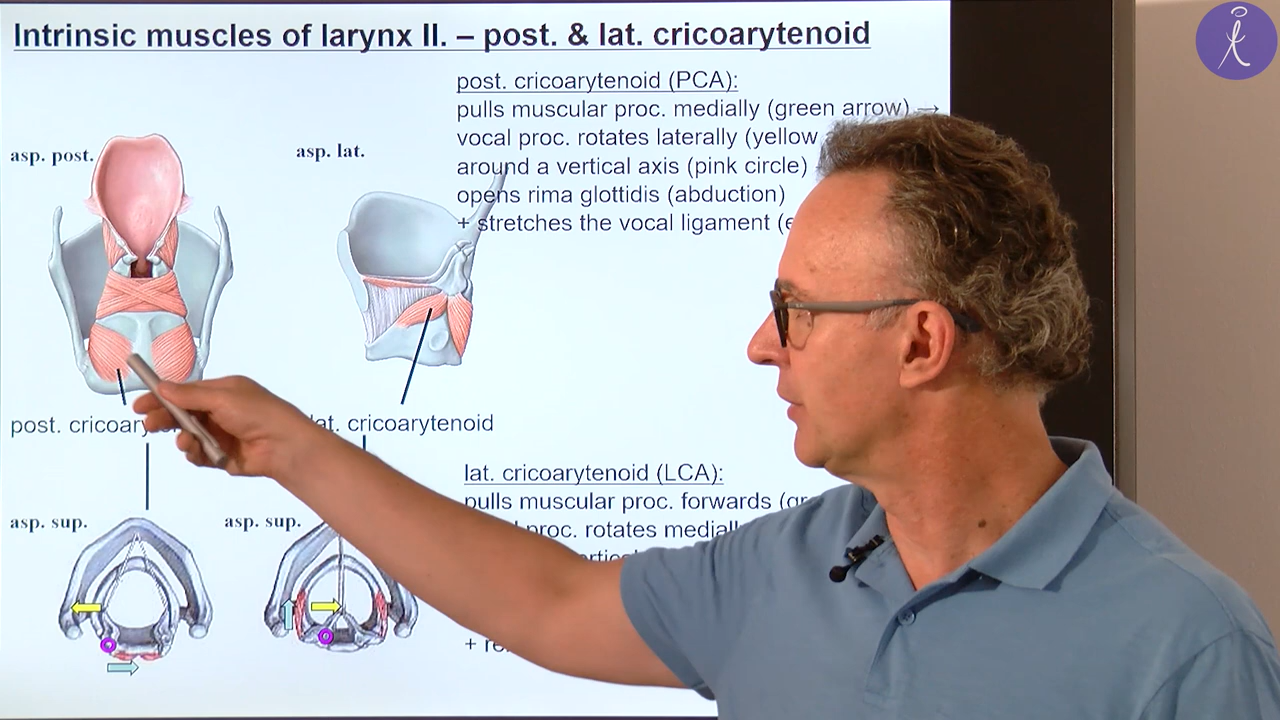 Intrinsic muscles of larynx II. – post. & lat. cricoarytenoid
post. cricoarytenoid (PCA):
pulls muscular proc. medially (green arrow) →
vocal proc. rotates laterally (yellow
around a vertical axis (pink circle)
opens rima glottidis (abduction)
+ stretches the vocal ligament
asp. post.
asp. lat.
post.
lat. cricoarytenoid
lat. cricoarytenoid (LCA):
pulls muscular proc. forwards
proc. rotates
asp. sup.
asp. sup.
+